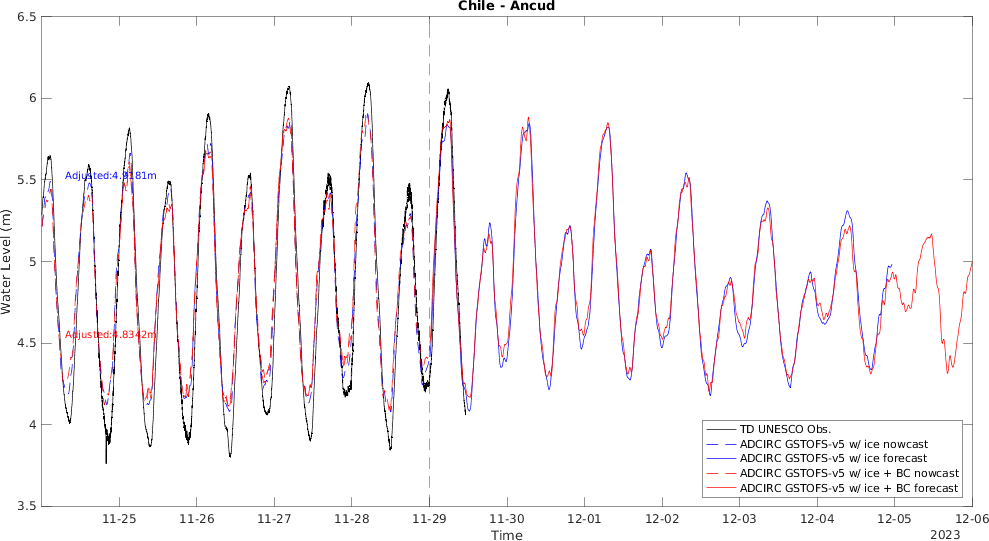 Chile - Ancud
6.5
6
5.5
5
4.5
4
3.5
Water Level (m)
Adjusted:4.8342m
11-25
11-26
11-27
11-28
11-29
11-30
12-01
12-02
12-03
12-04
12-05
12-06
Time
2023
TD UNESCO Obs.
ADCIRC GSTOFS-v5 w/ ice nowcast
ADCIRC GSTOFS-v5 w/ ice forecast
ADCIRC GSTOFS-v5 w/ ice + BC nowcast
ADCIRC GSTOFS-v5 w/ ice + BC forecast